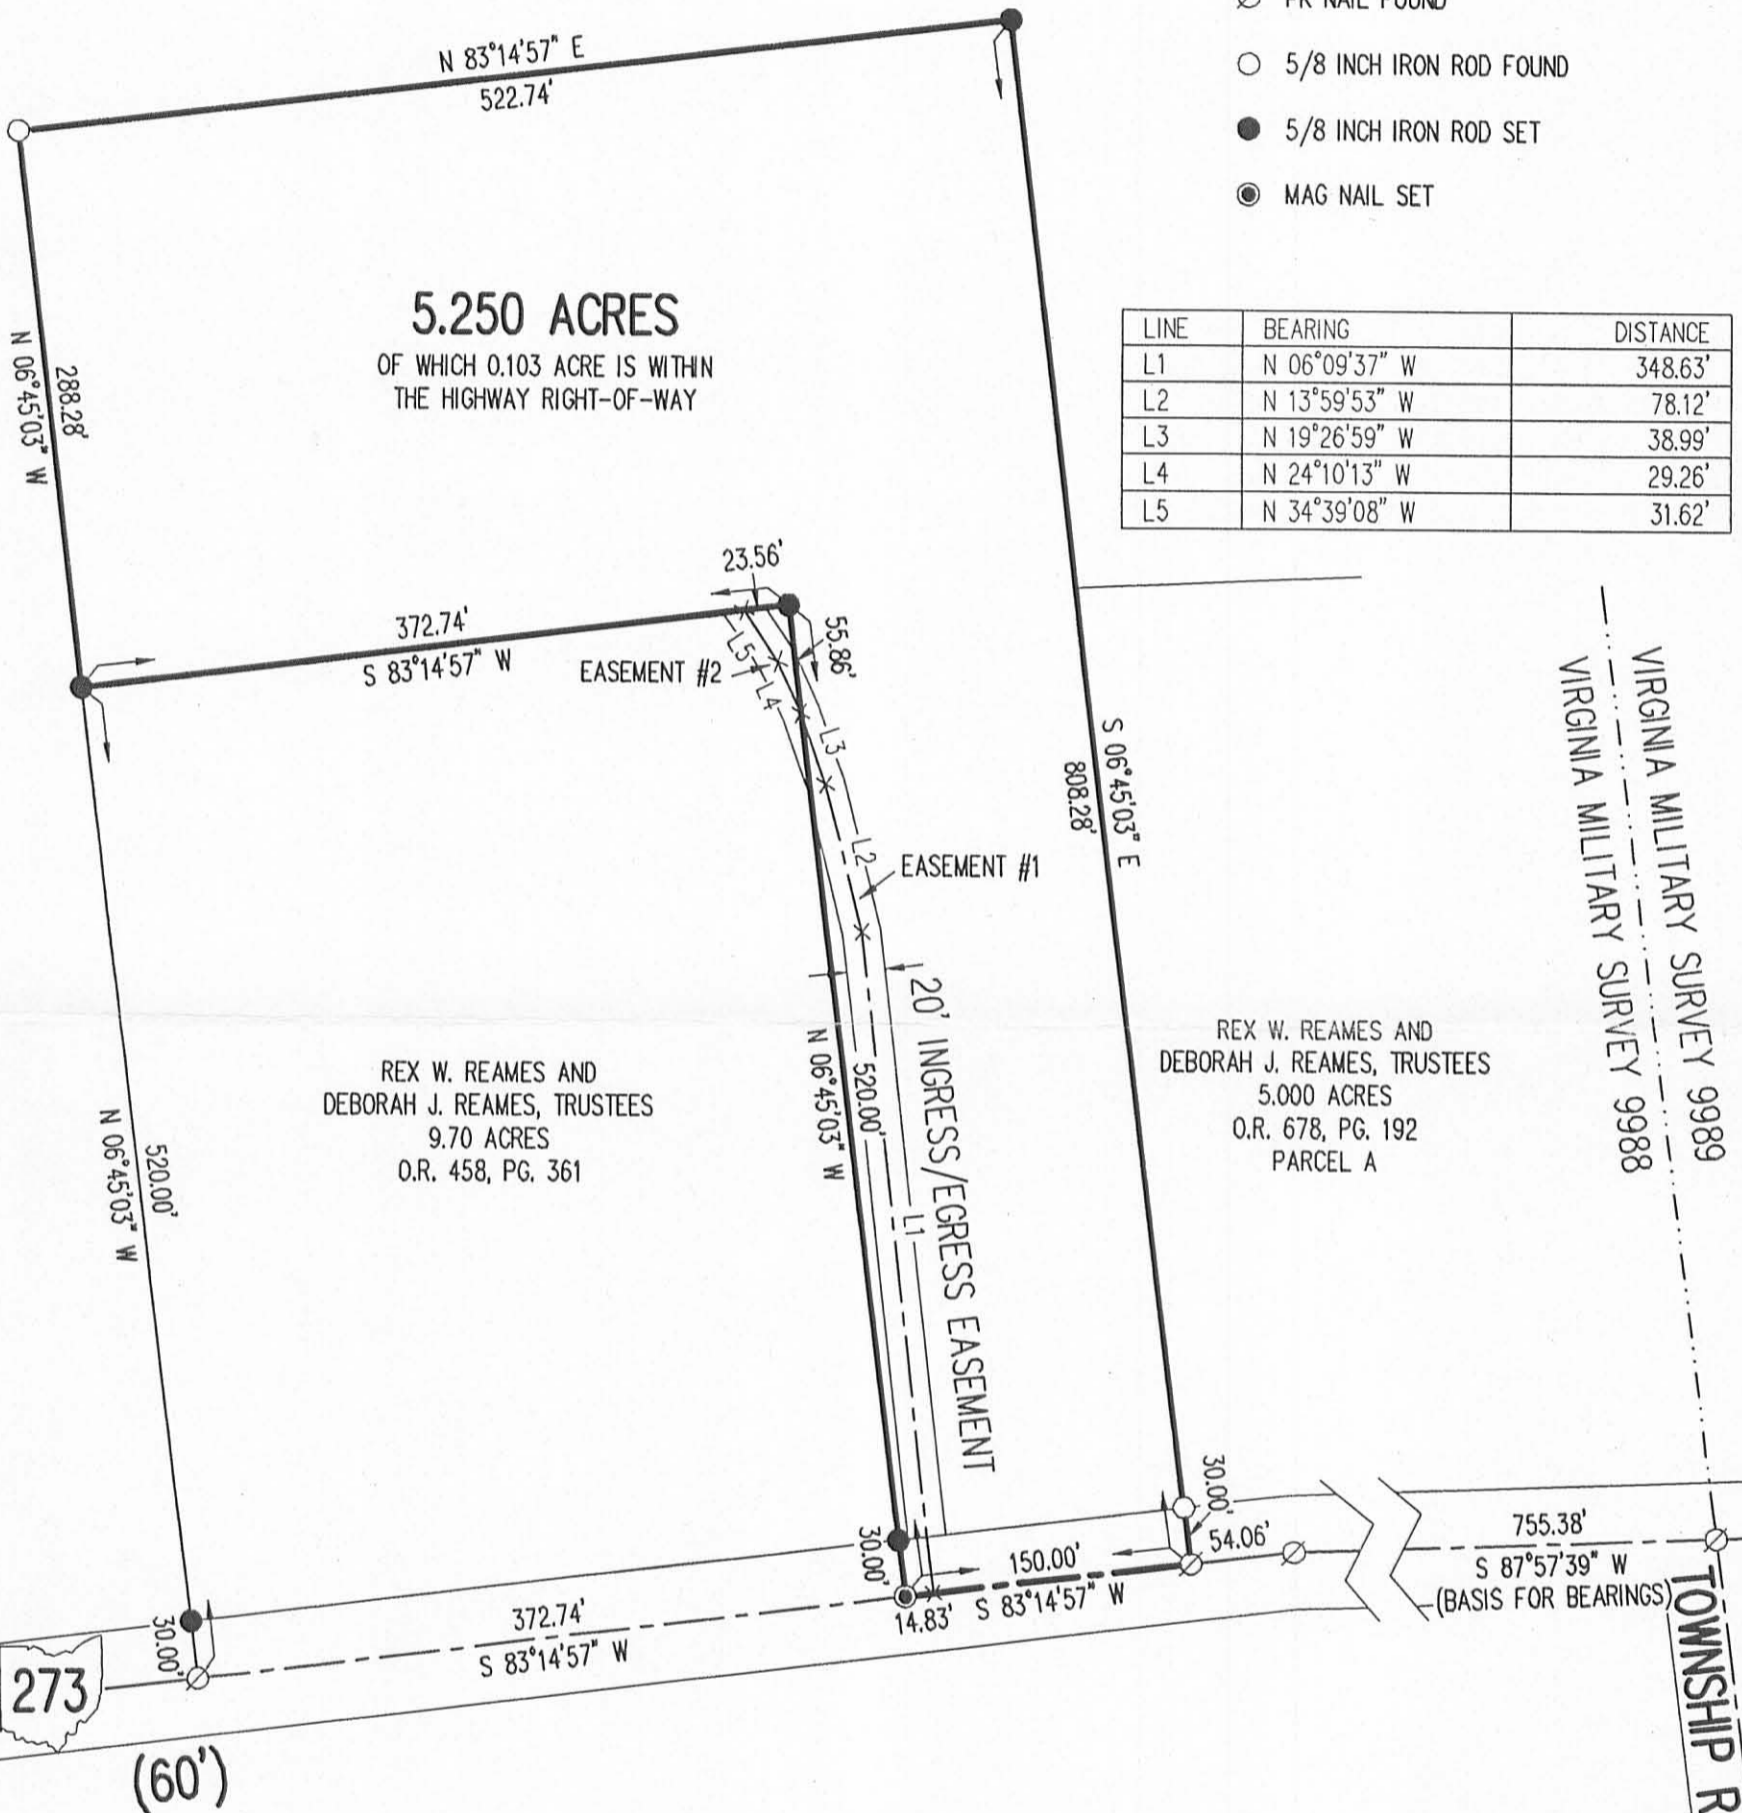 PK NAIL FOUND
5/8 INCH IRON ROD FOUND
5/8 INCH IRON ROD SET
MAG NAIL SET
N 83°14'57" E
522.74'
5.250 ACRES
OF WHICH 0.103 ACRE IS WITHIN
THE HIGHWAY RIGHT-OF-WAY
LINE BEARING DISTANCE
L1 N 06°09'37" W 348.63'
L2 N 13°59'53" W 78.12'
L3 N 19°26'59" W 38.99'
L4 N 24°10'13" W 29.26'
L5 N 34°39'08" W 31.62'
288.28'
N 06°45'03" W
23.56'
372.74'
S 83°14'57" W
EASEMENT #2
L5
L4
55.86'
L3
L2
EASEMENT #1
S 06°45'03" E
808.28'
VIRGINIA MILITARY SURVEY 9989
VIRGINIA MILITARY SURVEY 9988
20' INGRESS/EGRESS EASEMENT
L1
520.00'
N 06°45'03" W
REX W. REAMES AND
DEBORAH J. REAMES, TRUSTEES
9.70 ACRES
O.R. 458, PG. 361
REX W. REAMES AND
DEBORAH J. REAMES, TRUSTEES
5.000 ACRES
O.R. 678, PG. 192
PARCEL A
520.00'
N 06°45'03" W
30.00'
54.06'
755.38'
S 87°57'39" W
(BASIS FOR BEARINGS)
30.00'
150.00'
S 83°14'57" W
14.83'
372.74'
S 83°14'57" W
30.00'
273
(60')
TOWNSHIP R